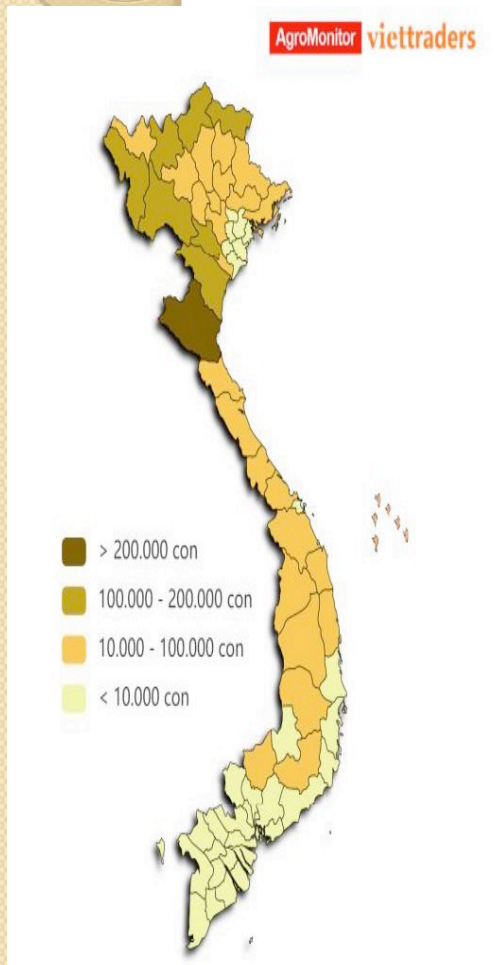 AgroMonitor viettraders
> 200.000 con
100.000 - 200.000 con
10.000 - 100.000 con
< 10.000 con